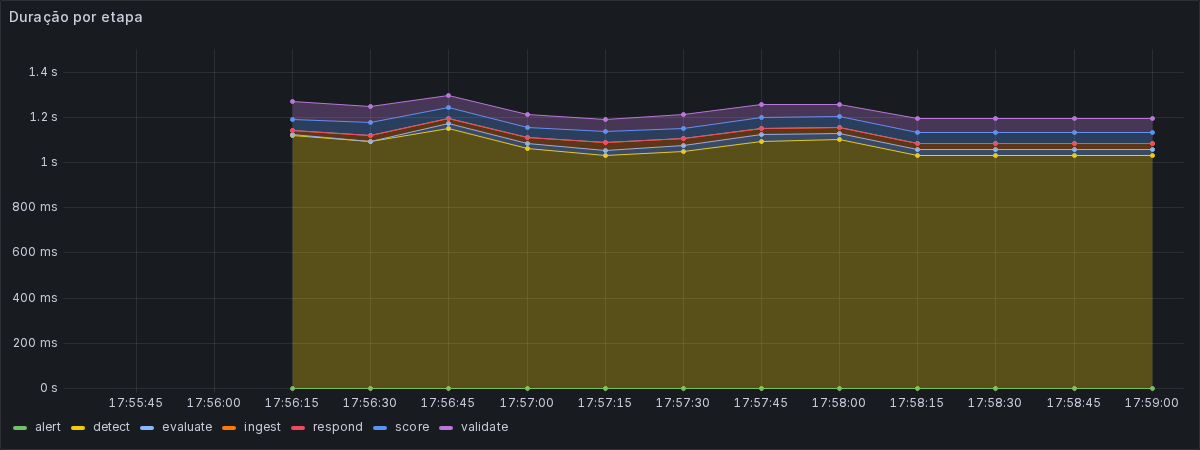 Duração por etapa
1.4 s
1.2 s
1 s
800 ms
600 ms
400 ms
200 ms
0 s
17:55:45 17:56:00 17:56:15 17:56:30 17:56:45 17:57:00 17:57:15 17:57:30 17:57:45 17:58:00 17:58:15 17:58:30 17:58:45 17:59:00
alert detect evaluate ingest respond score validate